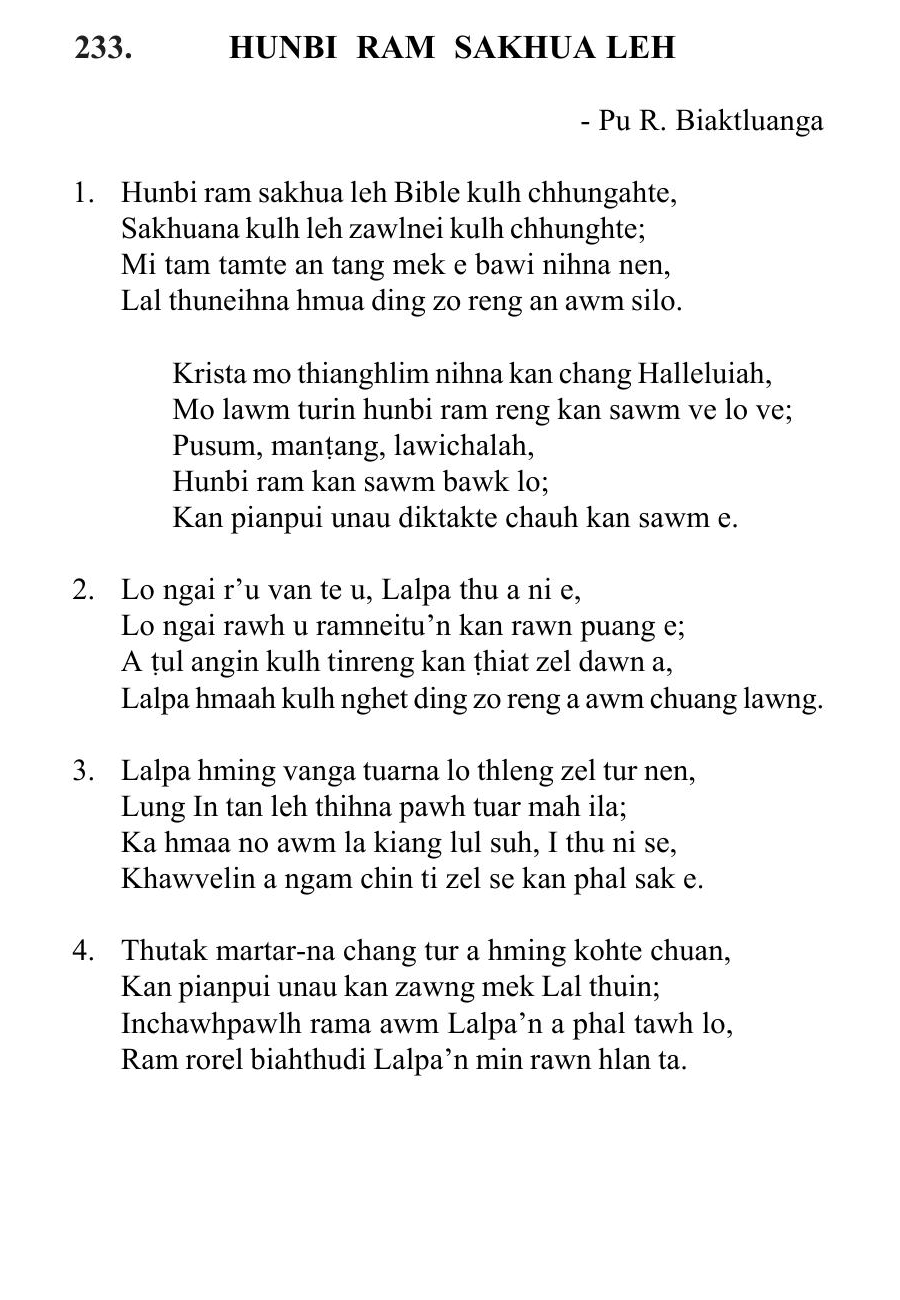 233. HUNBI RAM SAKHUA LEH
- Pu R. Biaktluanga
1. Hunbi ram sakhua leh Bible kulh chhungahte,
Sakhuana kulh leh zawlnei kulh chhunghte;
Mi tam tamte an tang mek e bawi nihna nen,
Lal thuneihna hmua ding zo reng an awm silo.
Krista mo thianghlim nihna kan chang Halleluiah,
Mo lawm turin hunbi ram reng kan sawm ve lo ve;
Pusum, manṭang, lawichalah,
Hunbi ram kan sawm bawk lo;
Kan pianpui unau diktakte chauh kan sawm e.
2. Lo ngai r’u van te u, Lalpa thu a ni e,
Lo ngai rawh u ramneitu’n kan rawn puang e;
A ṭul angin kulh tinreng kan ṭhiat zel dawn a,
Lalpa hmaah kulh nghet ding zo reng a awm chuang lawng.
3. Lalpa hming vanga tuarna lo thleng zel tur nen,
Lung In tan leh thihna pawh tuar mah ila;
Ka hmaa no awm la kiang lul suh, I thu ni se,
Khawvelin a ngam chin ti zel se kan phal sak e.
4. Thutak martar-na chang tur a hming kohte chuan,
Kan pianpui unau kan zawng mek Lal thuin;
Inchawhpawlh rama awm Lalpa’n a phal tawh lo,
Ram rorel biahthudi Lalpa’n min rawn hlan ta.